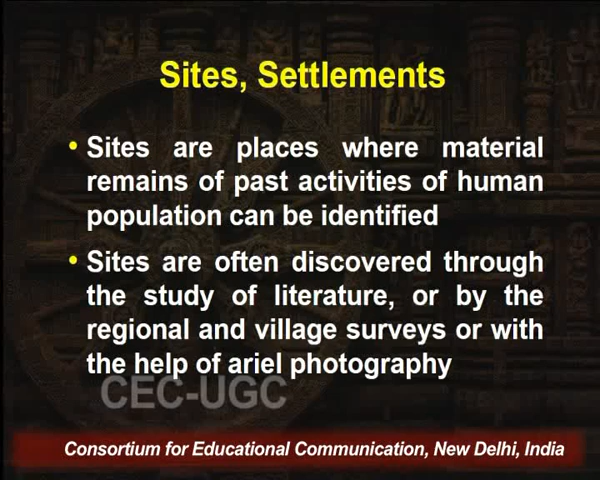 Sites, Settlements
• Sites are places where material
remains of past activities of human
population can be identified
• Sites are often discovered through
the study of literature, or by the
regional and village surveys or with
the help of ariel photography
CEC-UGC
Consortium for Educational Communication, New Delhi, India